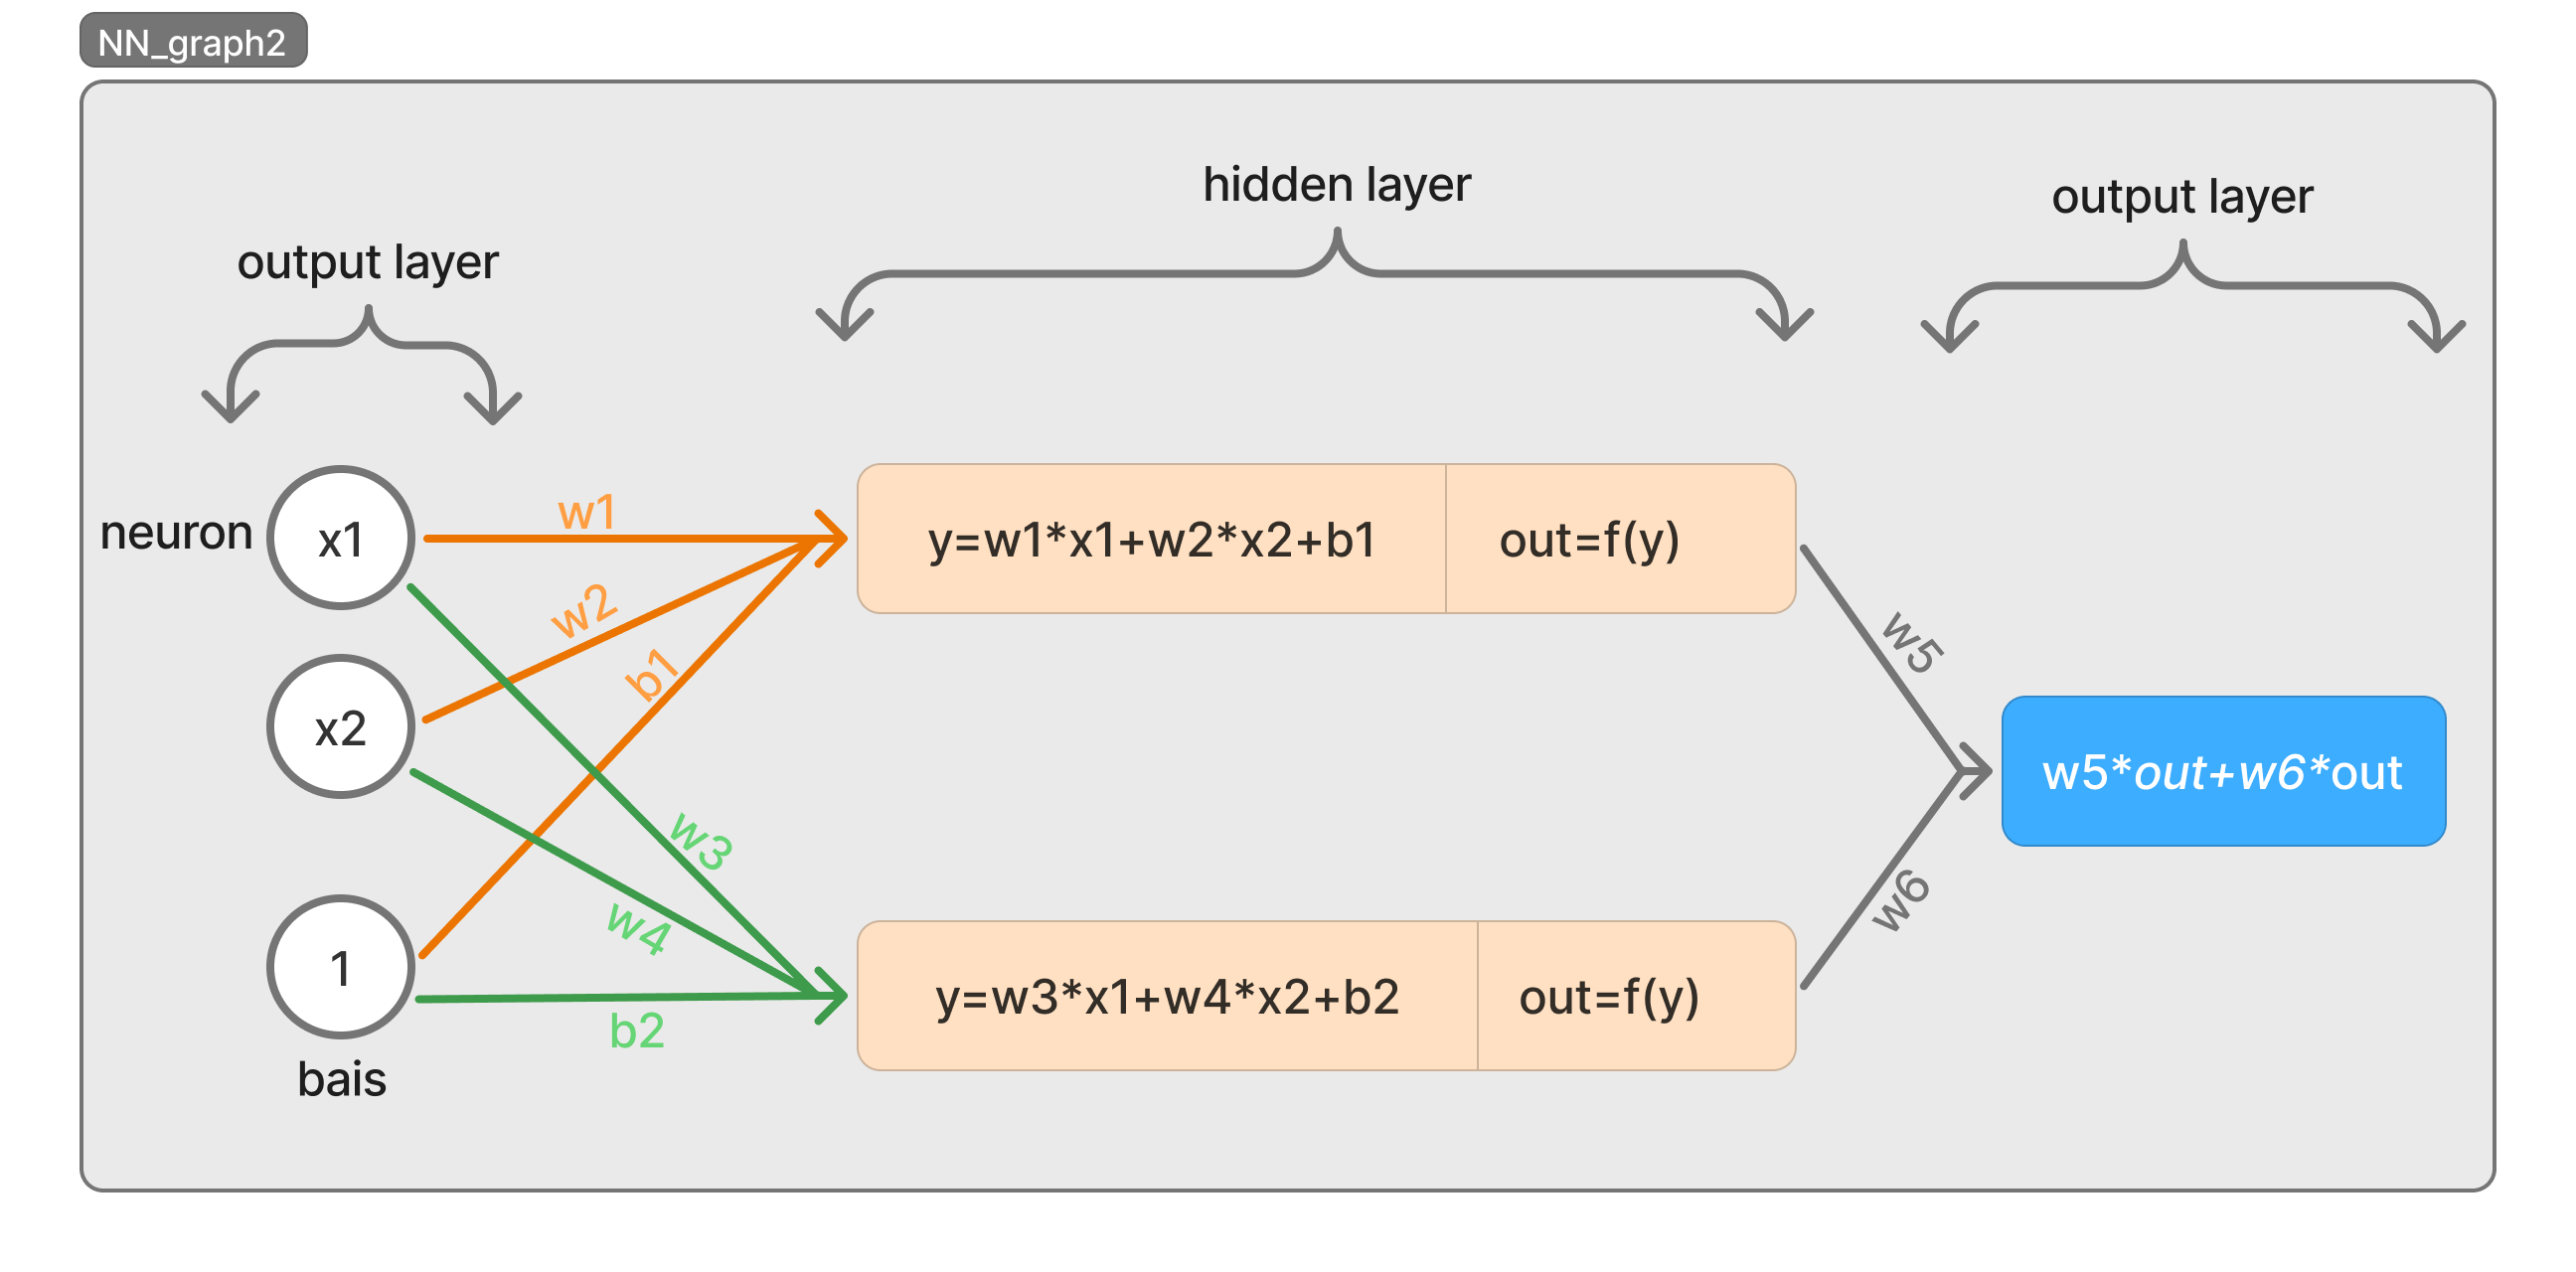 NN_graph2
hidden layer
output layer
output layer
neuron
x1
w1
y=w1*x1+w2*x2+b1
out=f(y)
w2
b1
w5
x2
w5*out+w6*out
w3
w4
w6
1
y=w3*x1+w4*x2+b2
out=f(y)
b2
bais